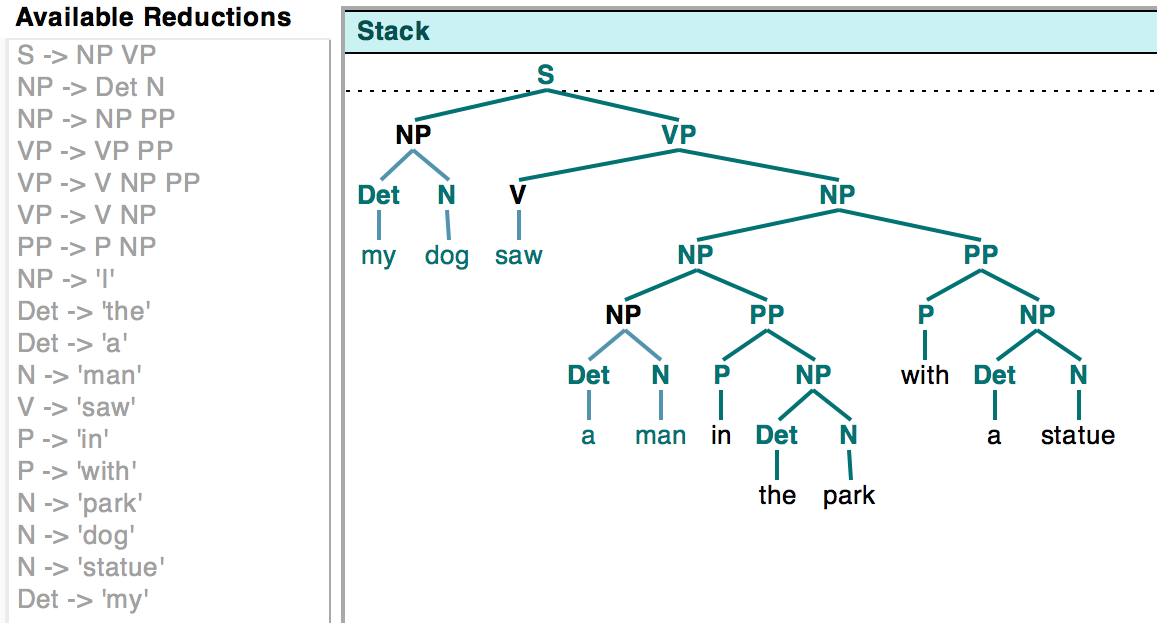 Available Reductions
S -> NP VP
NP -> Det N
NP -> NP PP
VP -> VP PP
VP -> V NP PP
VP -> V NP
PP -> P NP
NP -> 'I'
Det -> 'the'
Det -> 'a'
N -> 'man'
V -> 'saw'
P -> 'in'
P -> 'with'
N -> 'park'
N -> 'dog'
N -> 'statue'
Det -> 'my'
Stack
S
NP VP
Det N V NP
my dog saw NP PP
NP PP P NP
Det N P NP with Det N
a man in Det N a statue
the park